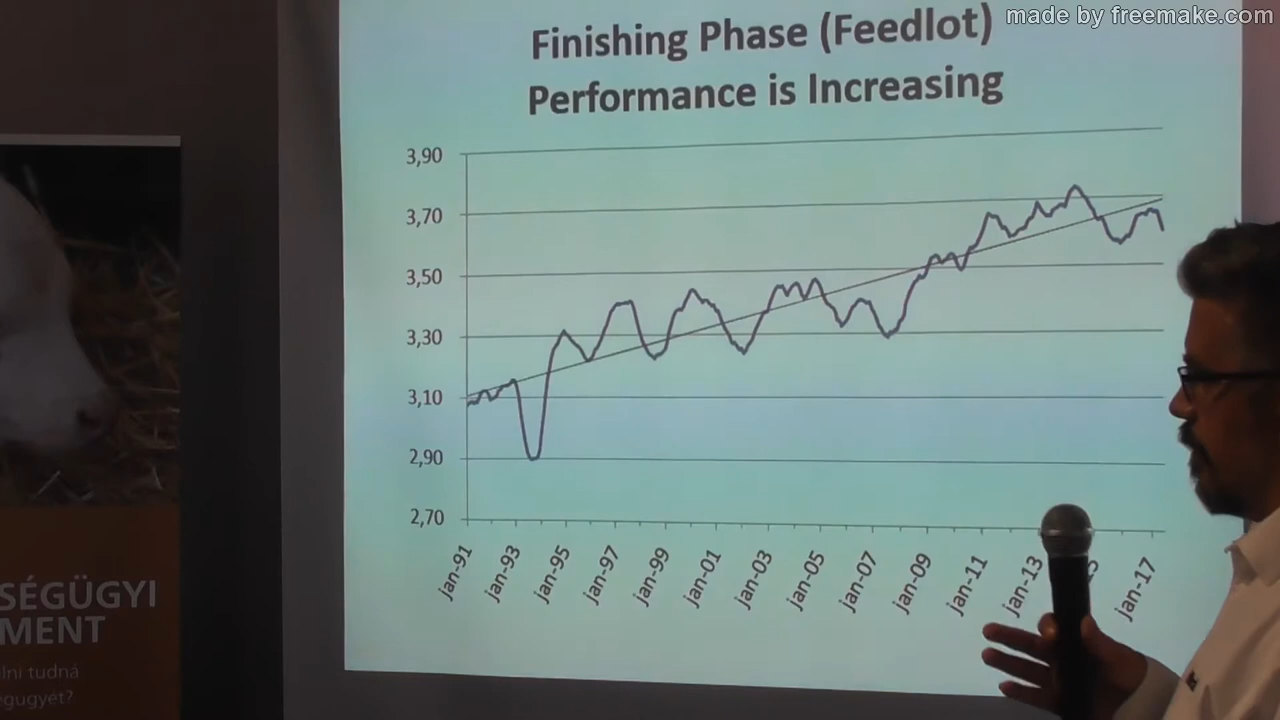 made by freemake.com
Finishing Phase (Feedlot)
Performance is Increasing
3,90
3,70
3,50
3,30
3,10
2,90
2,70
jan-91
jan-93
jan-95
jan-97
jan-99
jan-01
jan-03
jan-05
jan-07
jan-09
jan-11
jan-13
jan-17
SÉGÜGYI
MENT
lni tudná
égugyet?